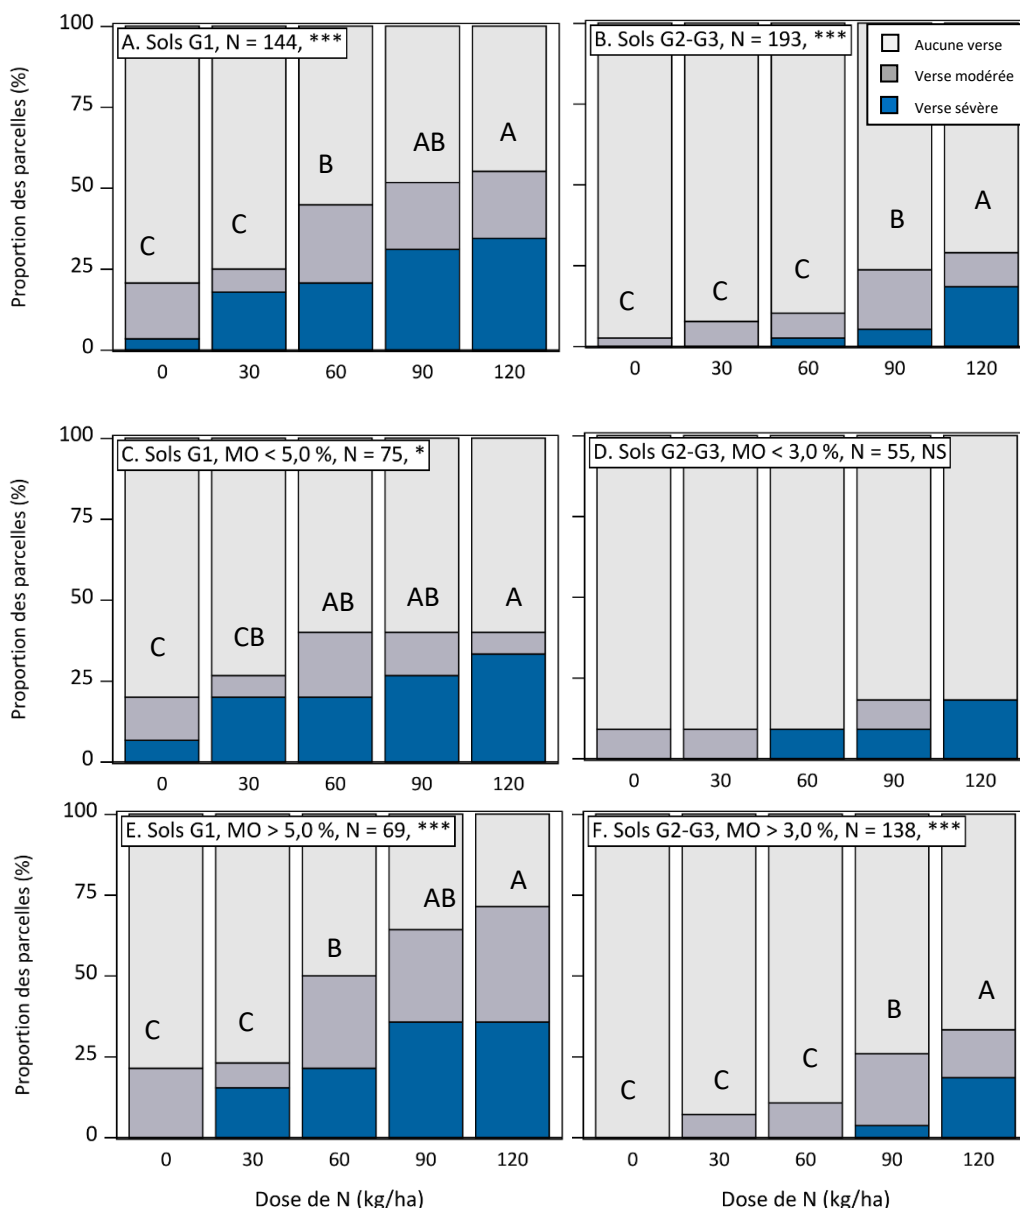 Proportion des parcelles (%)
100
75
50
25
0
A. Sols G1, N = 144, ***
C
C
B
AB
A
0
30
60
90
120
B. Sols G2-G3, N = 193, ***
Aucune verse
Verse modérée
Verse sévère
C
C
C
B
A
0
30
60
90
120
Proportion des parcelles (%)
100
75
50
25
0
C. Sols G1, MO < 5,0 %, N = 75, *
C
CB
AB
AB
A
0
30
60
90
120
D. Sols G2-G3, MO < 3,0 %, N = 55, NS
0
30
60
90
120
Proportion des parcelles (%)
100
75
50
25
0
E. Sols G1, MO > 5,0 %, N = 69, ***
C
C
B
AB
A
0
30
60
90
120
Dose de N (kg/ha)
F. Sols G2-G3, MO > 3,0 %, N = 138, ***
C
C
C
B
A
0
30
60
90
120
Dose de N (kg/ha)